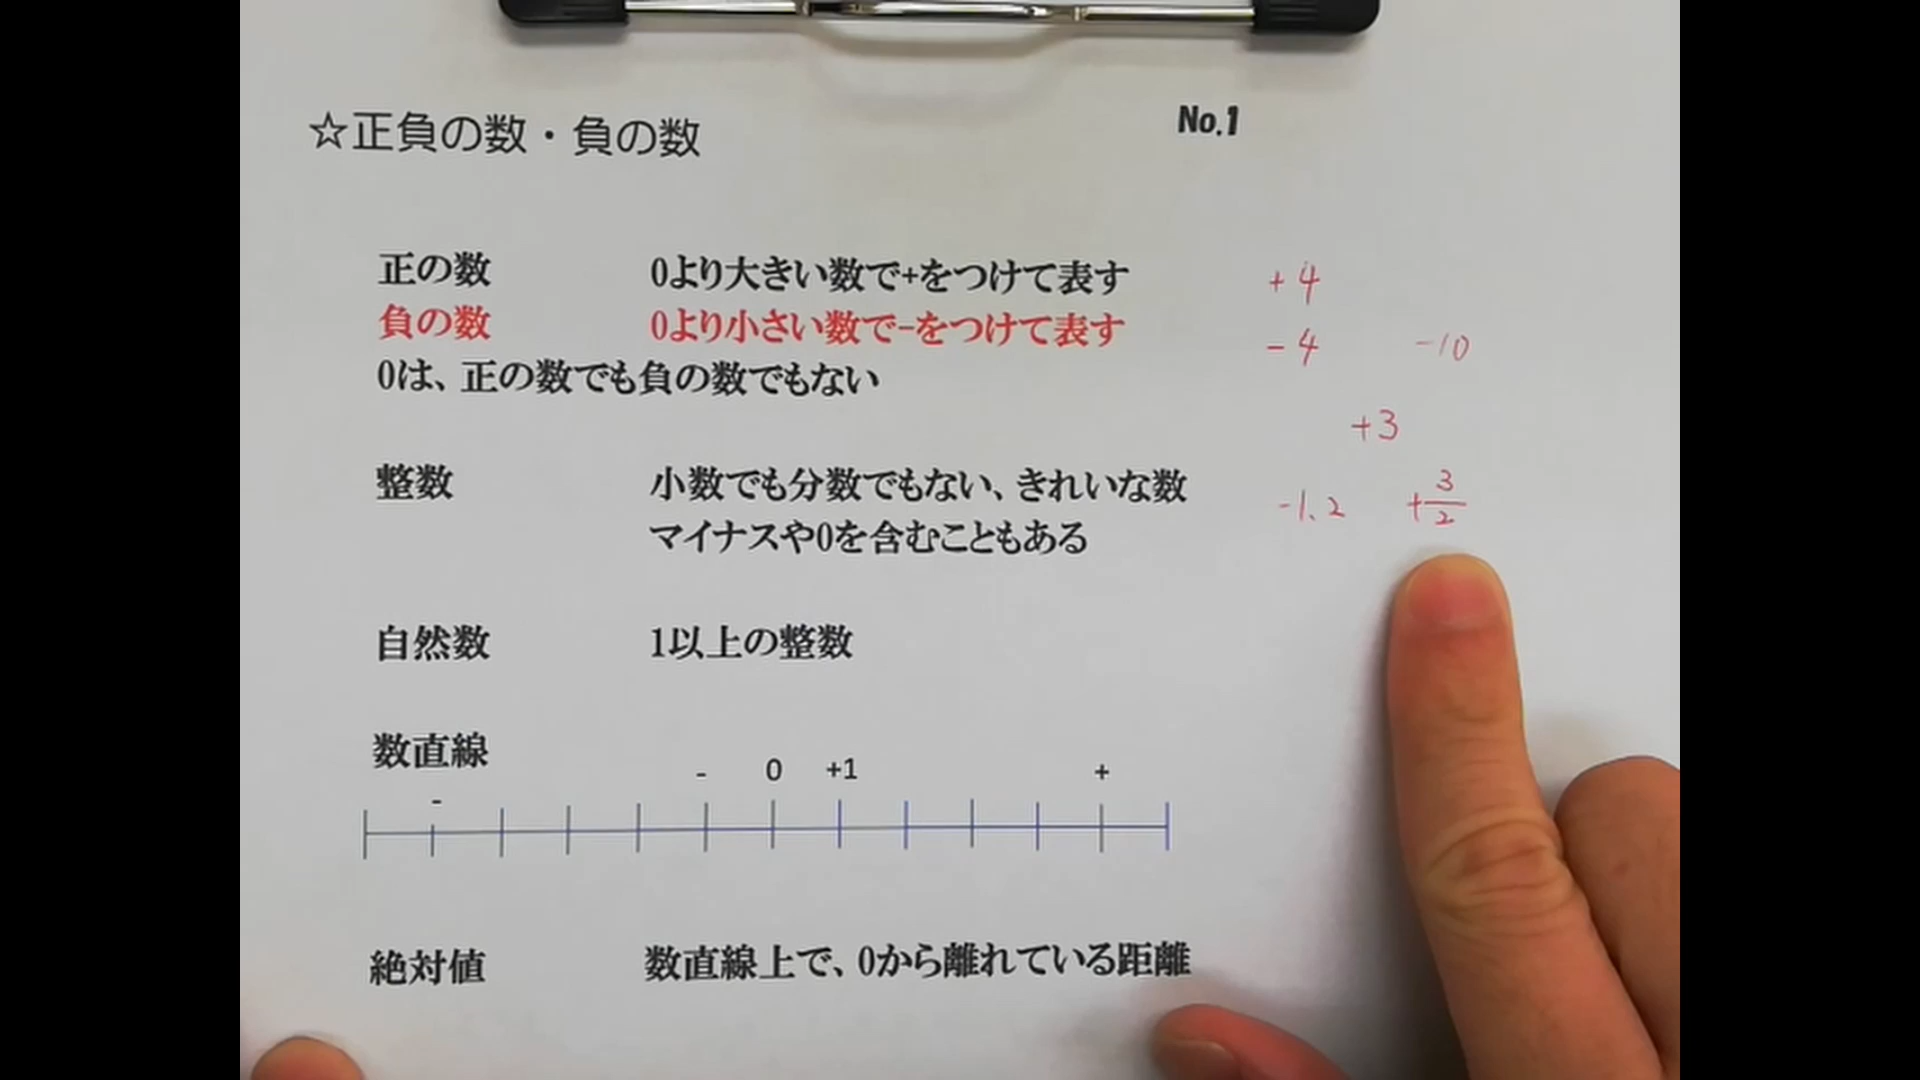 ☆正負の数・負の数
No.1
正の数 0より大きい数で+をつけて表す +4
負の数 0より小さい数で-をつけて表す -4 -10
0は、正の数でも負の数でもない
+3
整数 小数でも分数でもない、きれいな数
マイナスや0を含むこともある
-1.2 +3/2
自然数 1以上の整数
数直線
- - 0 +1 +
絶対値 数直線上で、0から離れている距離